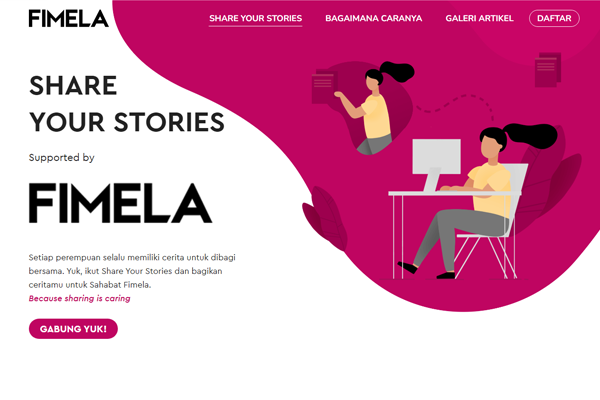 FIMELA
SHARE YOUR STORIES
BAGAIMANA CARANYA
GALERI ARTIKEL
DAFTAR
SHARE
YOUR STORIES
Supported by
FIMELA
Setiap perempuan selalu memiliki cerita untuk dibagi
bersama. Yuk, ikut Share Your Stories dan bagikan
ceritamu untuk Sahabat Fimela.
Because sharing is caring
GABUNG YUK!